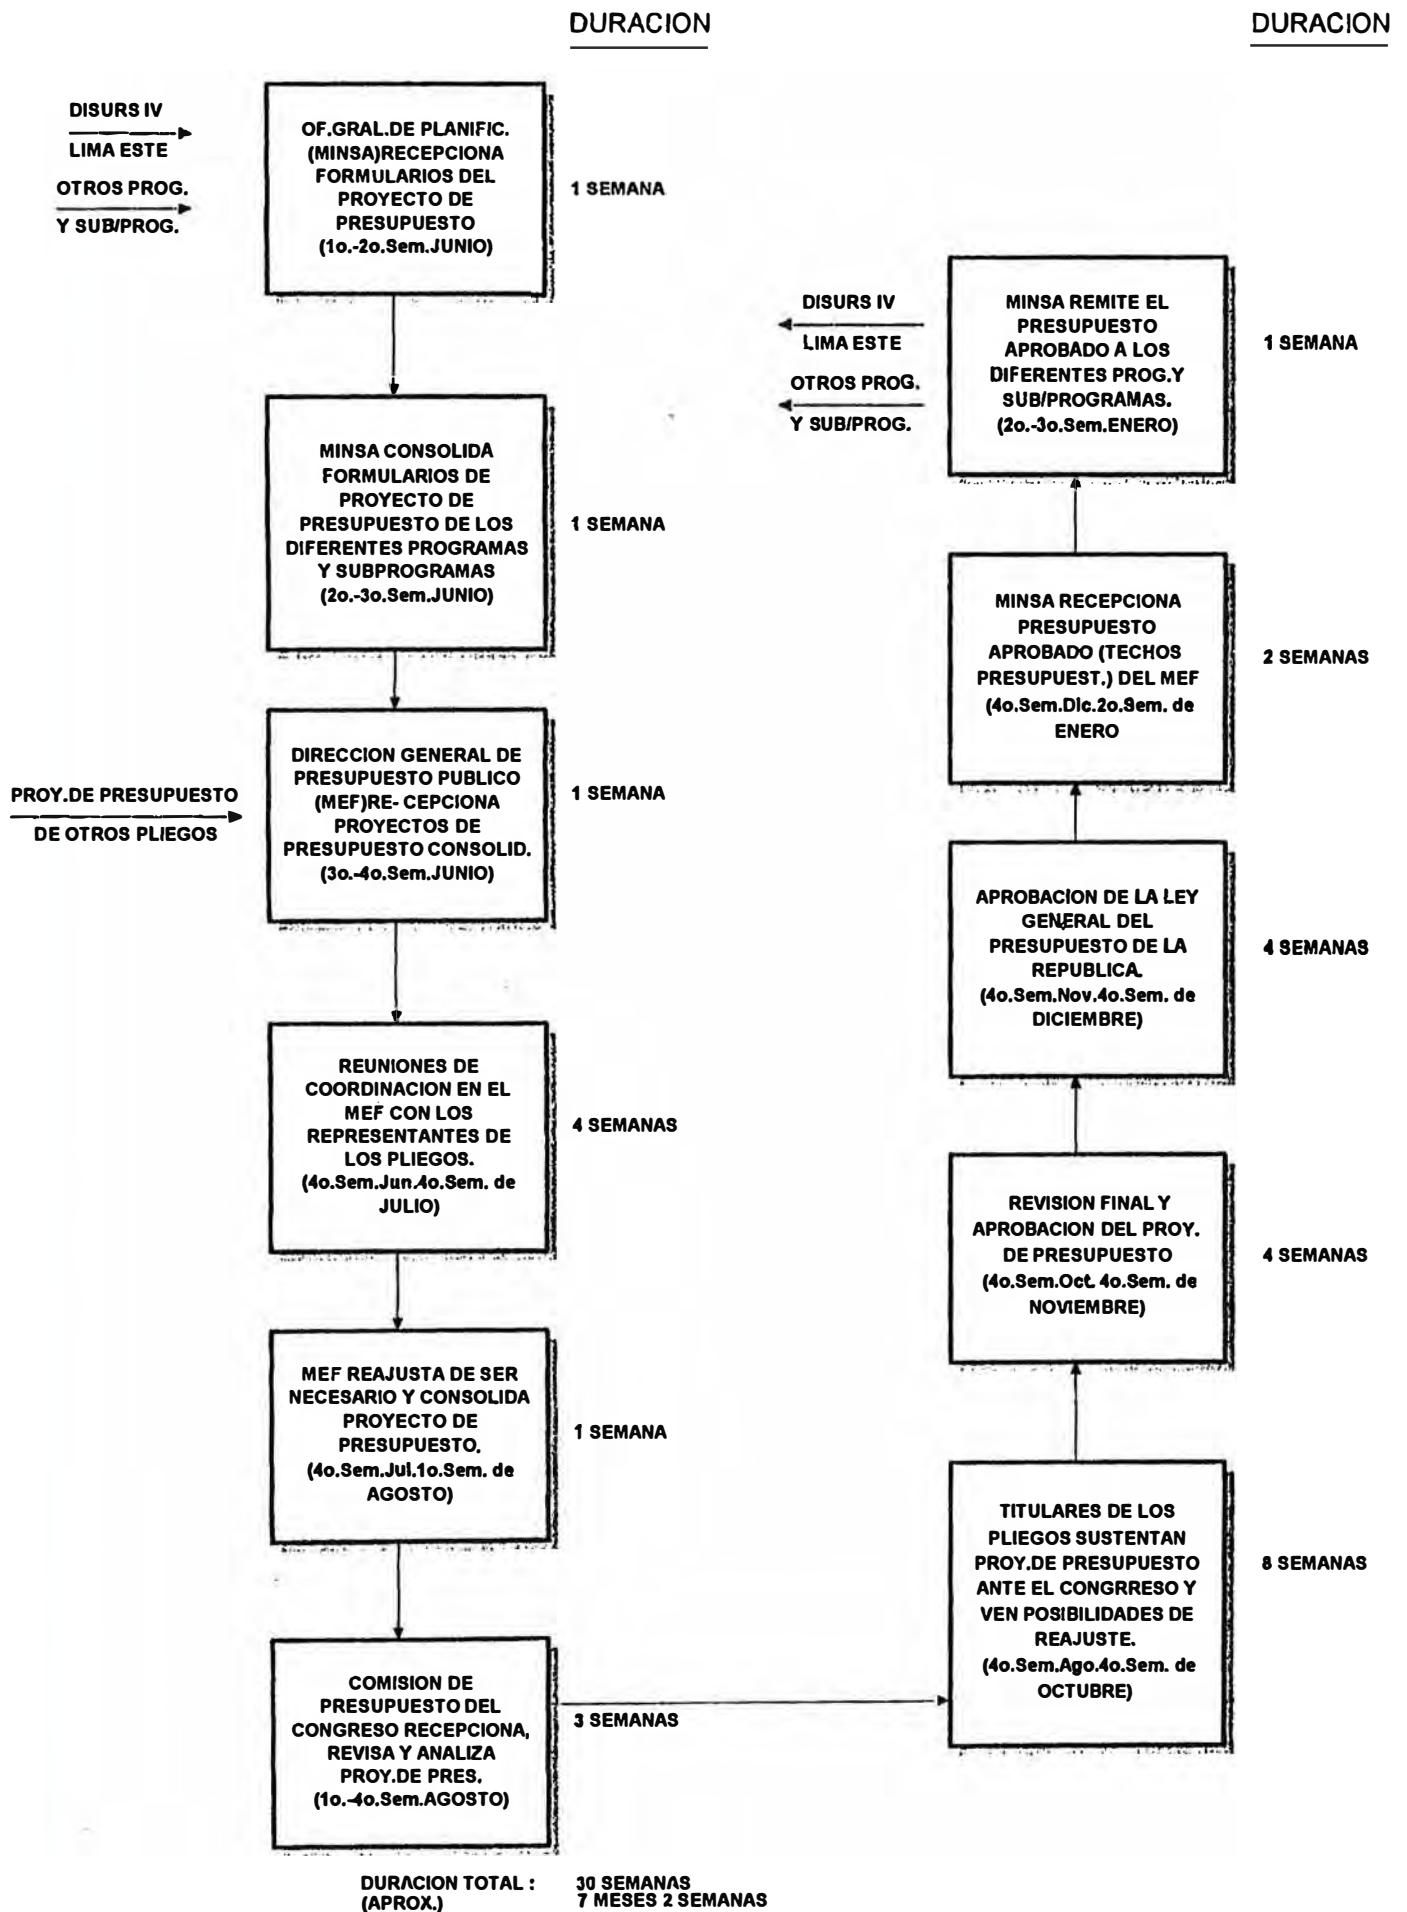 DURACION
DISURS IV
LIMA ESTE
OTROS PROG.
Y SUB/PROG.
OF.GRAL.DE PLANIFIC.
(MINSA)RECEPCIONA
FORMULARIOS DEL
PROYECTO DE
PRESUPUESTO
(1o.-2o.Sem.JUNIO)
1 SEMANA
MINSA CONSOLIDA
FORMULARIOS DE
PROYECTO DE
PRESUPUESTO DE LOS
DIFERENTES PROGRAMAS
Y SUBPROGRAMAS
(2o.-3o.Sem.JUNIO)
1 SEMANA
PROY.DE PRESUPUESTO
DE OTROS PLIEGOS
DIRECCION GENERAL DE
PRESUPUESTO PUBLICO
(MEF)RE- CEPCIONA
PROYECTOS DE
PRESUPUESTO CONSOLID.
(3o.-4o.Sem.JUNIO)
1 SEMANA
REUNIONES DE
COORDINACION EN EL
MEF CON LOS
REPRESENTANTES DE
LOS PLIEGOS.
(4o.Sem.Jun.4o.Sem. de
JULIO)
4 SEMANAS
MEF REAJUSTA DE SER
NECESARIO Y CONSOLIDA
PROYECTO DE
PRESUPUESTO.
(4o.Sem.Jul.1o.Sem. de
AGOSTO)
1 SEMANA
COMISION DE
PRESUPUESTO DEL
CONGRESO RECEPCIONA,
REVISA Y ANALIZA
PROY.DE PRES.
(1o.-4o.Sem.AGOSTO)
3 SEMANAS
DURACION
DISURS IV
LIMA ESTE
OTROS PROG.
Y SUB/PROG.
MINSA REMITE EL
PRESUPUESTO
APROBADO A LOS
DIFERENTES PROG.Y
SUB/PROGRAMAS.
(2o.-3o.Sem.ENERO)
1 SEMANA
MINSA RECEPCIONA
PRESUPUESTO
APROBADO (TECHOS
PRESUPUEST.) DEL MEF
(4o.Sem.Dic.2o.Sem. de
ENERO
2 SEMANAS
APROBACION DE LA LEY
GENERAL DEL
PRESUPUESTO DE LA
REPUBLICA.
(4o.Sem.Nov.4o.Sem. de
DICIEMBRE)
4 SEMANAS
REVISION FINAL Y
APROBACION DEL PROY.
DE PRESUPUESTO
(4o.Sem.Oct. 4o.Sem. de
NOVIEMBRE)
4 SEMANAS
TITULARES DE LOS
PLIEGOS SUSTENTAN
PROY.DE PRESUPUESTO
ANTE EL CONGRRESO Y
VEN POSIBILIDADES DE
REAJUSTE.
(4o.Sem.Ago.4o.Sem. de
OCTUBRE)
8 SEMANAS
DURACION TOTAL : 30 SEMANAS
(APROX.) 7 MESES 2 SEMANAS